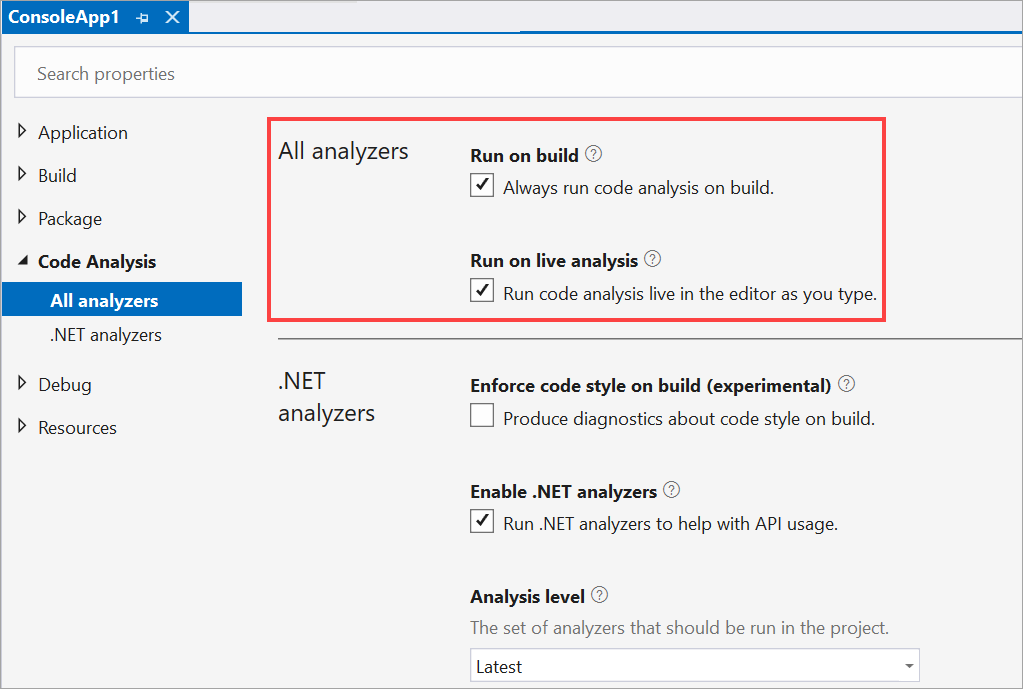 ConsoleApp1
Search properties
Application
Build
Package
Code Analysis
All analyzers
.NET analyzers
Debug
Resources
All analyzers
Run on build ?
Always run code analysis on build.
Run on live analysis ?
Run code analysis live in the editor as you type.
.NET
analyzers
Enforce code style on build (experimental) ?
Produce diagnostics about code style on build.
Enable .NET analyzers ?
Run .NET analyzers to help with API usage.
Analysis level ?
The set of analyzers that should be run in the project.
Latest